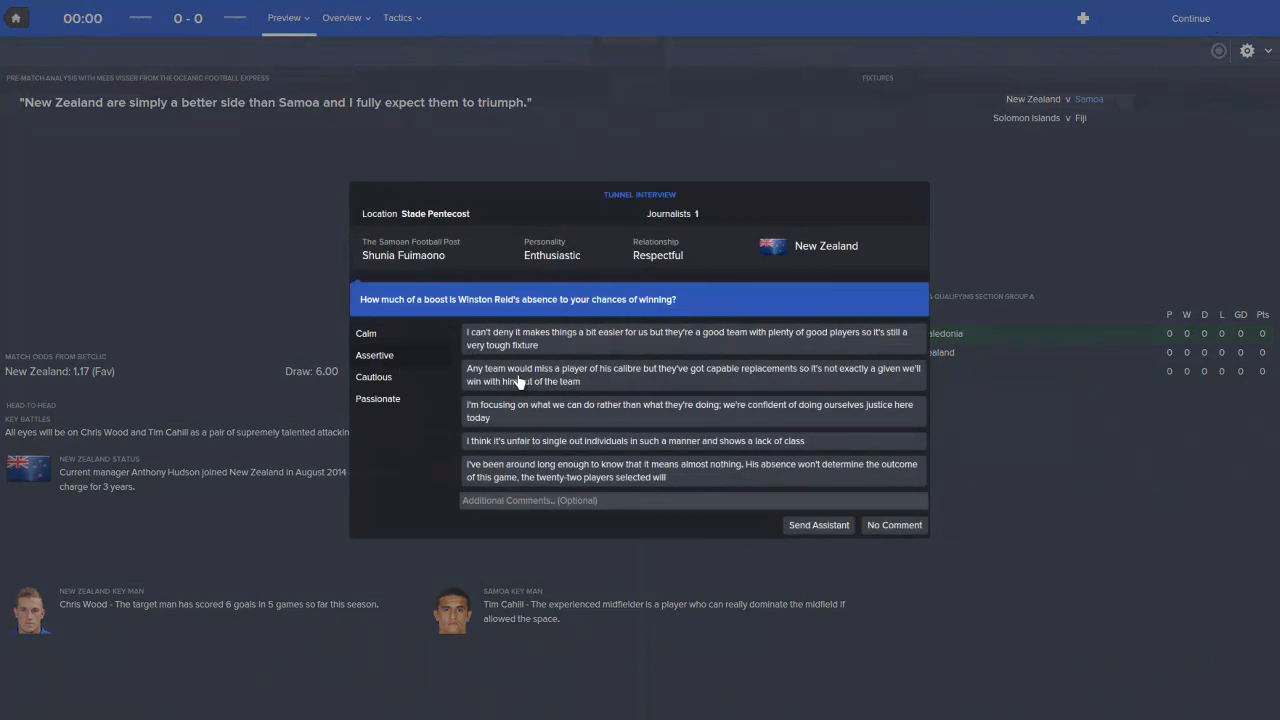 00:00
0 - 0
Preview
Overview
Tactics
Continue
PRE-MATCH ANALYSIS WITH MEES VISSER FROM THE OCEANIC FOOTBALL EXPRESS
"New Zealand are simply a better side than Samoa and I fully expect them to triumph."
FIXTURES
New Zealand v Samoa
Solomon Islands v Fiji
TUNNEL INTERVIEW
Location Stade Pentecost
Journalists 1
The Samoan Football Post
Shunia Fuimaono
Personality
Enthusiastic
Relationship
Respectful
New Zealand
How much of a boost is Winston Reid's absence to your chances of winning?
Calm
Assertive
Cautious
Passionate
I can't deny it makes things a bit easier for us but they're a good team with plenty of good players so it's still a
very tough fixture
Any team would miss a player of his calibre but they've got capable replacements so it's not exactly a given we'll
win with him out of the team
I'm focusing on what we can do rather than what they're doing; we're confident of doing ourselves justice here
today
I think it's unfair to single out individuals in such a manner and shows a lack of class
I've been around long enough to know that it means almost nothing. His absence won't determine the outcome
of this game, the twenty-two players selected will
Additional Comments.. (Optional)
Send Assistant
No Comment
A QUALIFYING SECTION GROUP A
P W D L GD Pts
aledonia 0 0 0 0 0 0
ealand 0 0 0 0 0 0
0 0 0 0 0 0
MATCH ODDS FROM BETCLIC
New Zealand: 1.17 (Fav)
Draw: 6.00
HEAD-TO-HEAD
KEY BATTLES
All eyes will be on Chris Wood and Tim Cahill as a pair of supremely talented attackin
NEW ZEALAND STATUS
Current manager Anthony Hudson joined New Zealand in August 2014
charge for 3 years.
NEW ZEALAND KEY MAN
Chris Wood - The target man has scored 6 goals in 5 games so far this season.
SAMOA KEY MAN
Tim Cahill - The experienced midfielder is a player who can really dominate the midfield if
allowed the space.